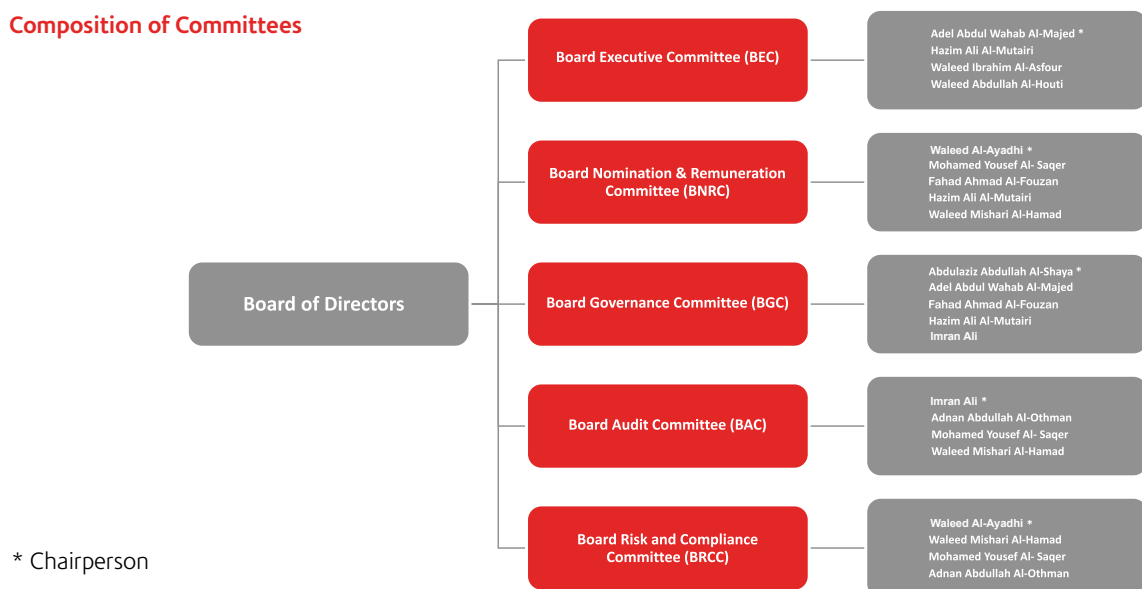 Composition of Committees
Board of Directors
Board Executive Committee (BEC)
Adel Abdul Wahab Al-Majed *
Hazim Ali Al-Mutairi
Waleed Ibrahim Al-Asfour
Waleed Abdullah Al-Houti
Board Nomination & Remuneration
Committee (BNRC)
Waleed Al-Ayadhi *
Mohamed Yousef Al- Saqer
Fahad Ahmad Al-Fouzan
Hazim Ali Al-Mutairi
Waleed Mishari Al-Hamad
Board Governance Committee (BGC)
Abdulaziz Abdullah Al-Shaya *
Adel Abdul Wahab Al-Majed
Fahad Ahmad Al-Fouzan
Hazim Ali Al-Mutairi
Imran Ali
Board Audit Committee (BAC)
Imran Ali *
Adnan Abdullah Al-Othman
Mohamed Yousef Al- Saqer
Waleed Mishari Al-Hamad
Board Risk and Compliance
Committee (BRCC)
Waleed Al-Ayadhi *
Waleed Mishari Al-Hamad
Mohamed Yousef Al- Saqer
Adnan Abdullah Al-Othman
* Chairperson